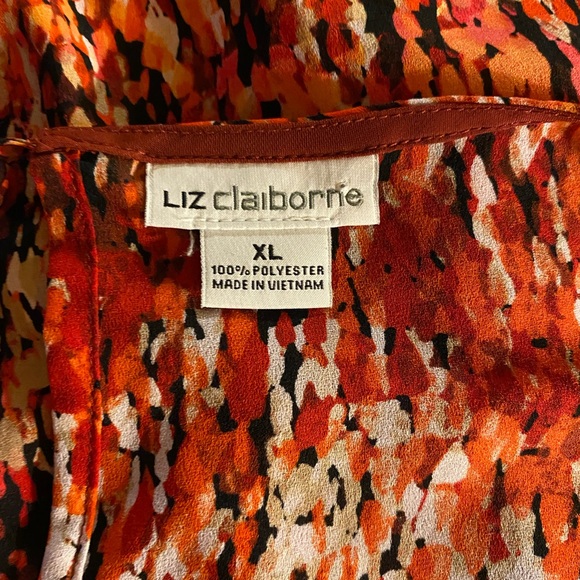 LIZ claiborne
XL
100% POLYESTER
MADE IN VIETNAM